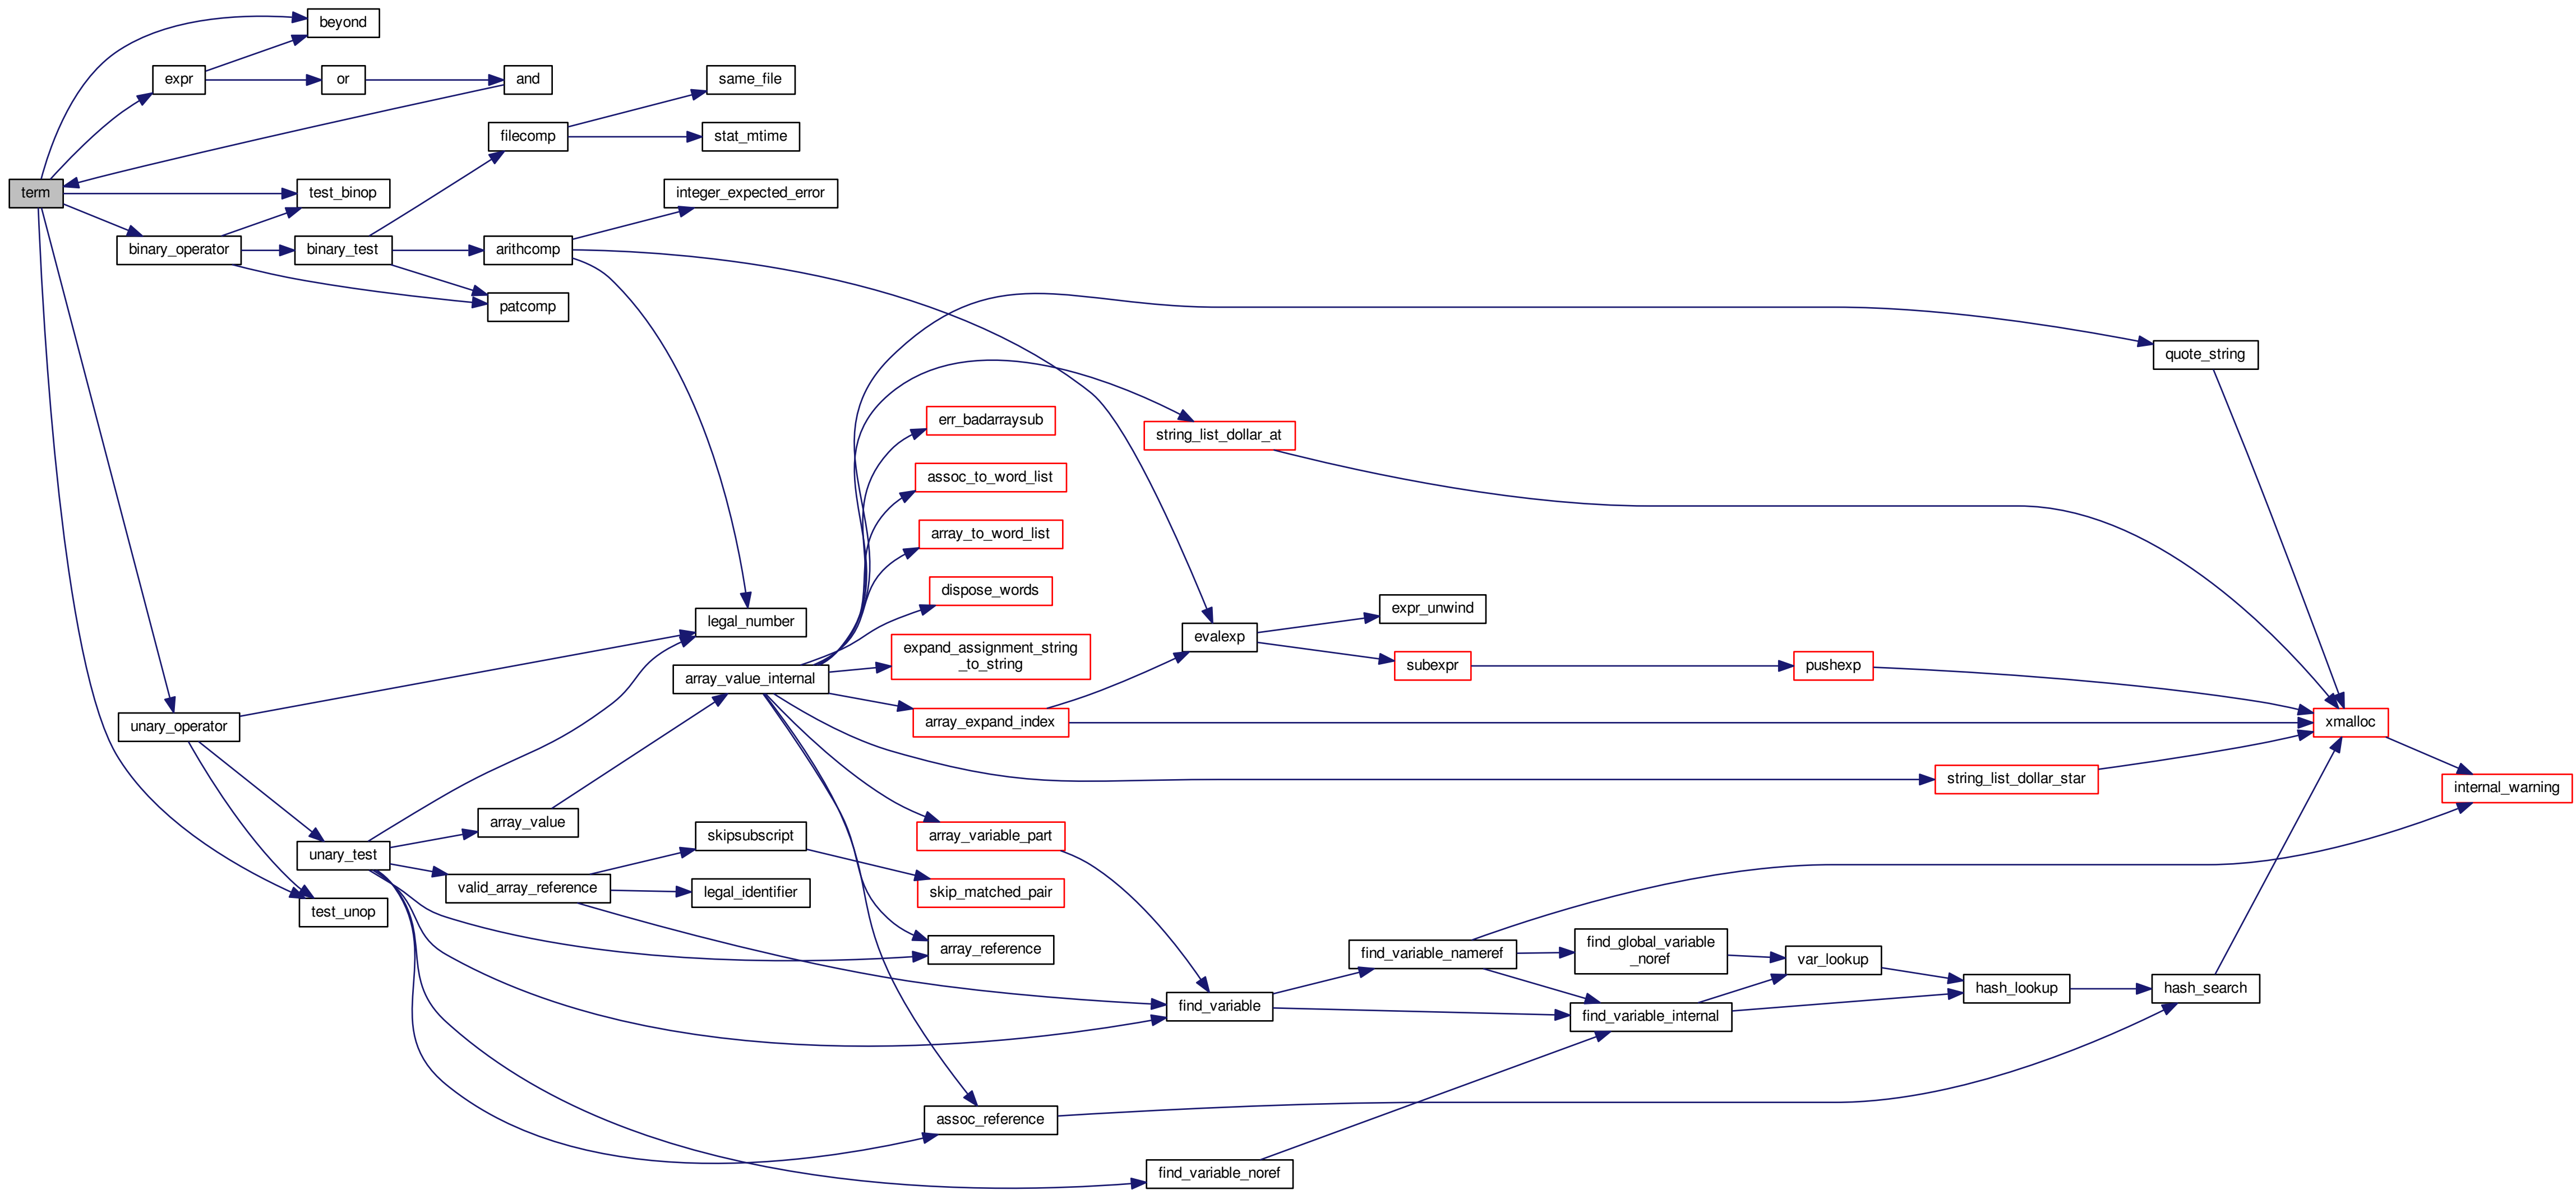 beyond
expr
or
and
same_file
filecomp
stat_mtime
term
test_binop
integer_expected_error
binary_operator
binary_test
arithcomp
patcomp
quote_string
err_badarraysub
string_list_dollar_at
assoc_to_word_list
array_to_word_list
dispose_words
expr_unwind
legal_number
evalexp
expand_assignment_string
_to_string
subexpr
pushexp
array_value_internal
unary_operator
array_expand_index
xmalloc
string_list_dollar_star
internal_warning
array_value
skipsubscript
array_variable_part
unary_test
valid_array_reference
legal_identifier
skip_matched_pair
test_unop
array_reference
find_variable_nameref
find_global_variable
_noref
var_lookup
hash_lookup
hash_search
find_variable
find_variable_internal
assoc_reference
find_variable_noref